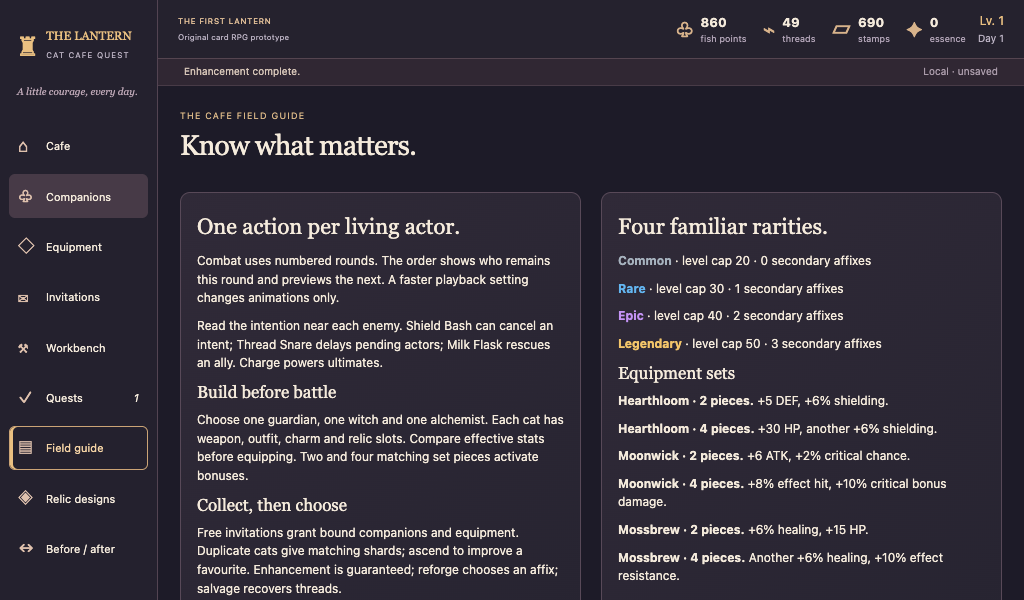 THE LANTERN
CAT CAFE QUEST
A little courage, every day.
Cafe
Companions
Equipment
Invitations
Workbench
Quests 1
Field guide
Relic designs
Before / after
THE FIRST LANTERN
Original card RPG prototype
860
fish points
49
threads
690
stamps
0
essence
Lv. 1
Day 1
Enhancement complete.
Local · unsaved
THE CAFE FIELD GUIDE
Know what matters.
One action per living actor.
Combat uses numbered rounds. The order shows who remains
this round and previews the next. A faster playback setting
changes animations only.
Read the intention near each enemy. Shield Bash can cancel an
intent; Thread Snare delays pending actors; Milk Flask rescues
an ally. Charge powers ultimates.
Build before battle
Choose one guardian, one witch and one alchemist. Each cat has
weapon, outfit, charm and relic slots. Compare effective stats
before equipping. Two and four matching set pieces activate
bonuses.
Collect, then choose
Free invitations grant bound companions and equipment.
Duplicate cats give matching shards; ascend to improve a
favourite. Enhancement is guaranteed; reforge chooses an affix;
salvage recovers threads.
Four familiar rarities.
Common · level cap 20 · 0 secondary affixes
Rare · level cap 30 · 1 secondary affixes
Epic · level cap 40 · 2 secondary affixes
Legendary · level cap 50 · 3 secondary affixes
Equipment sets
Hearthloom · 2 pieces. +5 DEF, +6% shielding.
Hearthloom · 4 pieces. +30 HP, another +6% shielding.
Moonwick · 2 pieces. +6 ATK, +2% critical chance.
Moonwick · 4 pieces. +8% effect hit, +10% critical bonus
damage.
Mossbrew · 2 pieces. +6% healing, +15 HP.
Mossbrew · 4 pieces. Another +6% healing, +10% effect
resistance.